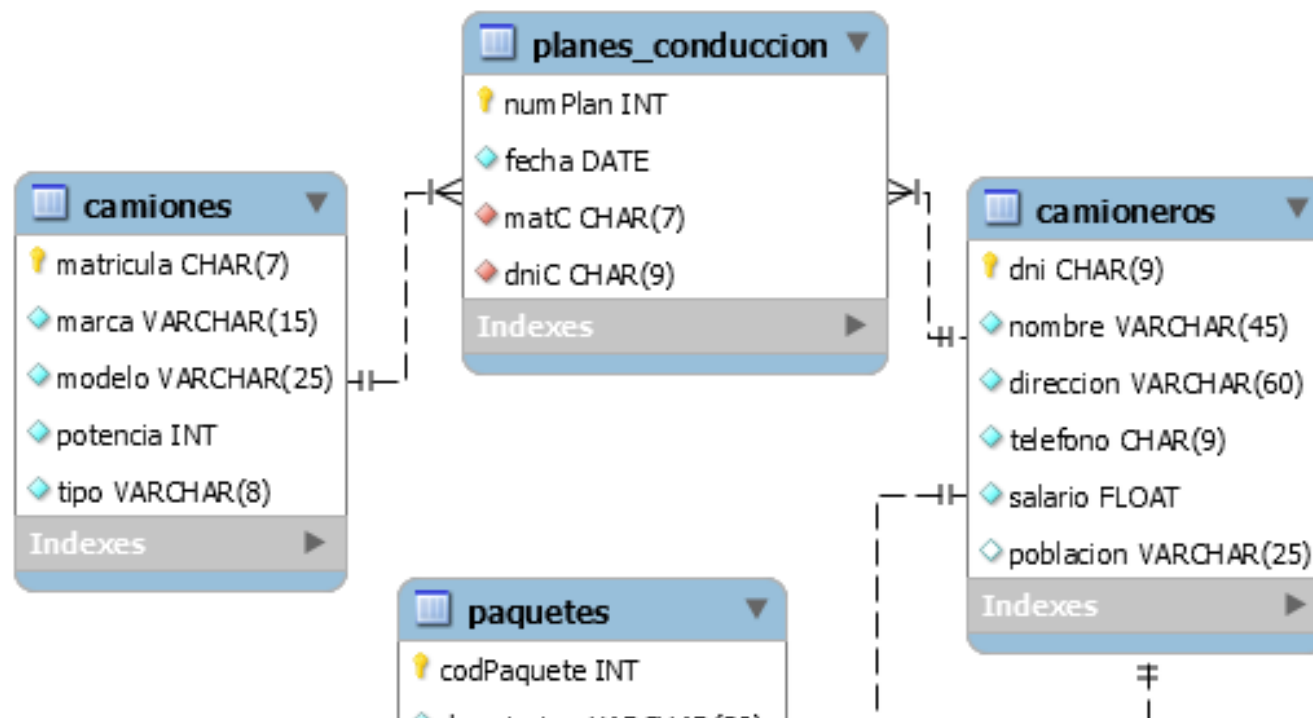 planes_conduccion
numPlan INT
fecha DATE
matC CHAR(7)
dniC CHAR(9)
Indexes
camiones
matricula CHAR(7)
marca VARCHAR(15)
modelo VARCHAR(25)
potencia INT
tipo VARCHAR(8)
Indexes
camioneros
dni CHAR(9)
nombre VARCHAR(45)
direccion VARCHAR(60)
telefono CHAR(9)
salario FLOAT
poblacion VARCHAR(25)
Indexes
paquetes
codPaquete INT